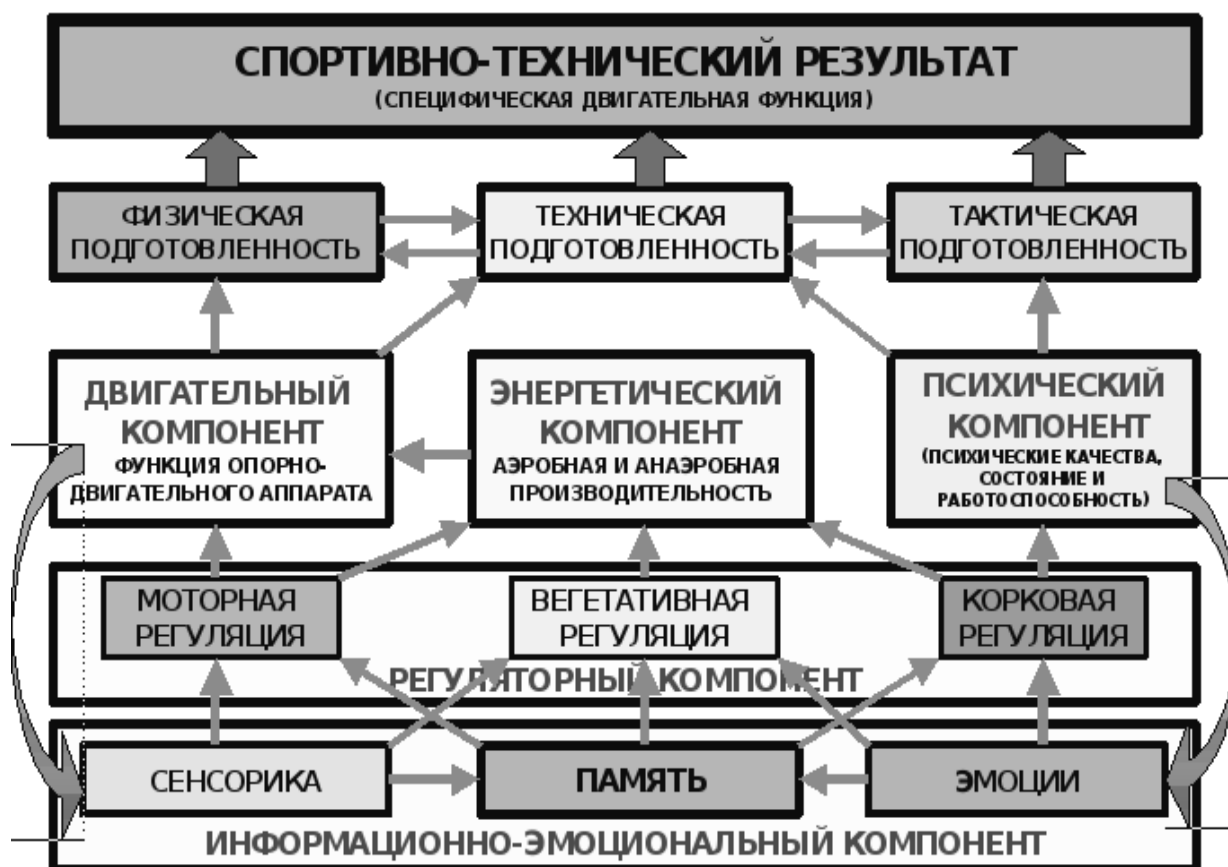 СПОРТИВНО-ТЕХНИЧЕСКИЙ РЕЗУЛЬТАТ
(СПЕЦИФИЧЕСКАЯ ДВИГАТЕЛЬНАЯ ФУНКЦИЯ)
ФИЗИЧЕСКАЯ
ПОДГОТОВЛЕННОСТЬ
ТЕХНИЧЕСКАЯ
ПОДГОТОВЛЕННОСТЬ
ТАКТИЧЕСКАЯ
ПОДГОТОВЛЕННОСТЬ
ДВИГАТЕЛЬНЫЙ
КОМПОНЕНТ
ФУНКЦИЯ ОПОРНО-
ДВИГАТЕЛЬНОГО АППАРАТА
ЭНЕРГЕТИЧЕСКИЙ
КОМПОНЕНТ
АЭРОБНАЯ И АНАЭРОБНАЯ
ПРОИЗВОДИТЕЛЬНОСТЬ
ПСИХИЧЕСКИЙ
КОМПОНЕНТ
(ПСИХИЧЕСКИЕ КАЧЕСТВА,
СОСТОЯНИЕ И
РАБОТОСПОСОБНОСТЬ)
МОТОРНАЯ
РЕГУЛЯЦИЯ
ВЕГЕТАТИВНАЯ
РЕГУЛЯЦИЯ
КОРКОВАЯ
РЕГУЛЯЦИЯ
РЕГУЛЯТОРНЫЙ КОМПОНЕНТ
СЕНСОРИКА
ПАМЯТЬ
ЭМОЦИИ
ИНФОРМАЦИОННО-ЭМОЦИОНАЛЬНЫЙ КОМПОНЕНТ